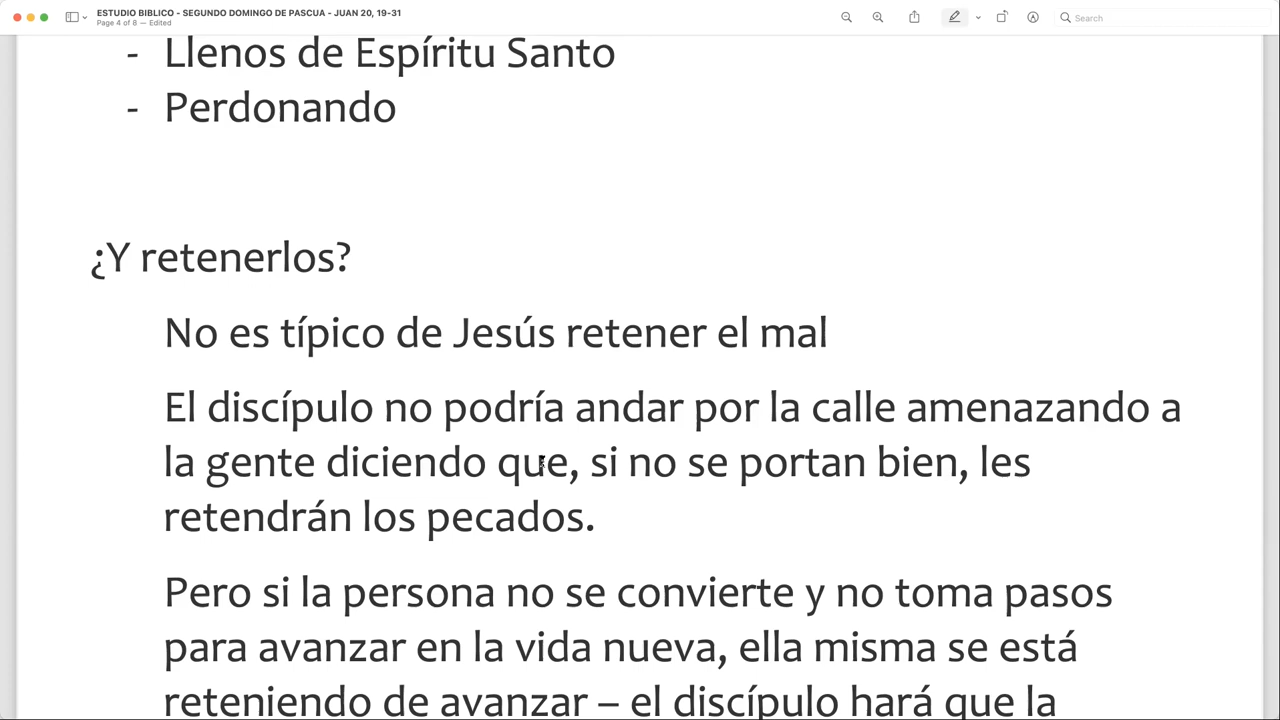 ESTUDIO BIBLICO - SEGUNDO DOMINGO DE PASCUA - JUAN 20, 19-31
Page 4 of 8 — Edited
Search
- Llenos de Espíritu Santo
- Perdonando
¿Y retenerlos?
No es típico de Jesús retener el mal
El discípulo no podría andar por la calle amenazando a
la gente diciendo que, si no se portan bien, les
retendrán los pecados.
Pero si la persona no se convierte y no toma pasos
para avanzar en la vida nueva, ella misma se está
reteniendo de avanzar – el discípulo hará que la